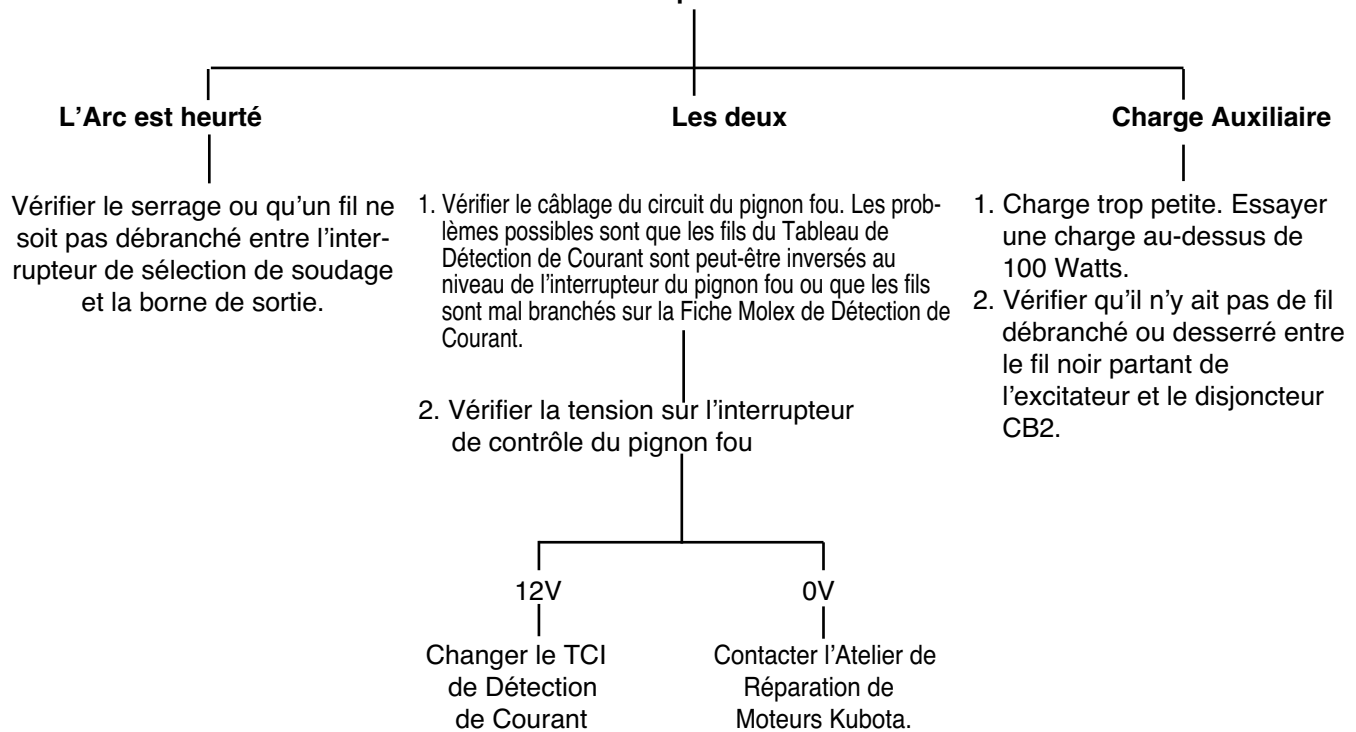 L’Arc est heurté
Les deux
Charge Auxiliaire
Vérifier le serrage ou qu’un fil ne
soit pas débranché entre l’inter-
rupteur de sélection de soudage
et la borne de sortie.
1. Vérifier le câblage du circuit du pignon fou. Les prob-
lèmes possibles sont que les fils du Tableau de
Détection de Courant sont peut-être inversés au
niveau de l’interrupteur du pignon fou ou que les fils
sont mal branchés sur la Fiche Molex de Détection de
Courant.
2. Vérifier la tension sur l’interrupteur
de contrôle du pignon fou
1. Charge trop petite. Essayer
une charge au-dessus de
100 Watts.
2. Vérifier qu’il n’y ait pas de fil
débranché ou desserré entre
le fil noir partant de
l’excitateur et le disjoncteur
CB2.
12V
0V
Changer le TCI
de Détection
de Courant
Contacter l’Atelier de
Réparation de
Moteurs Kubota.